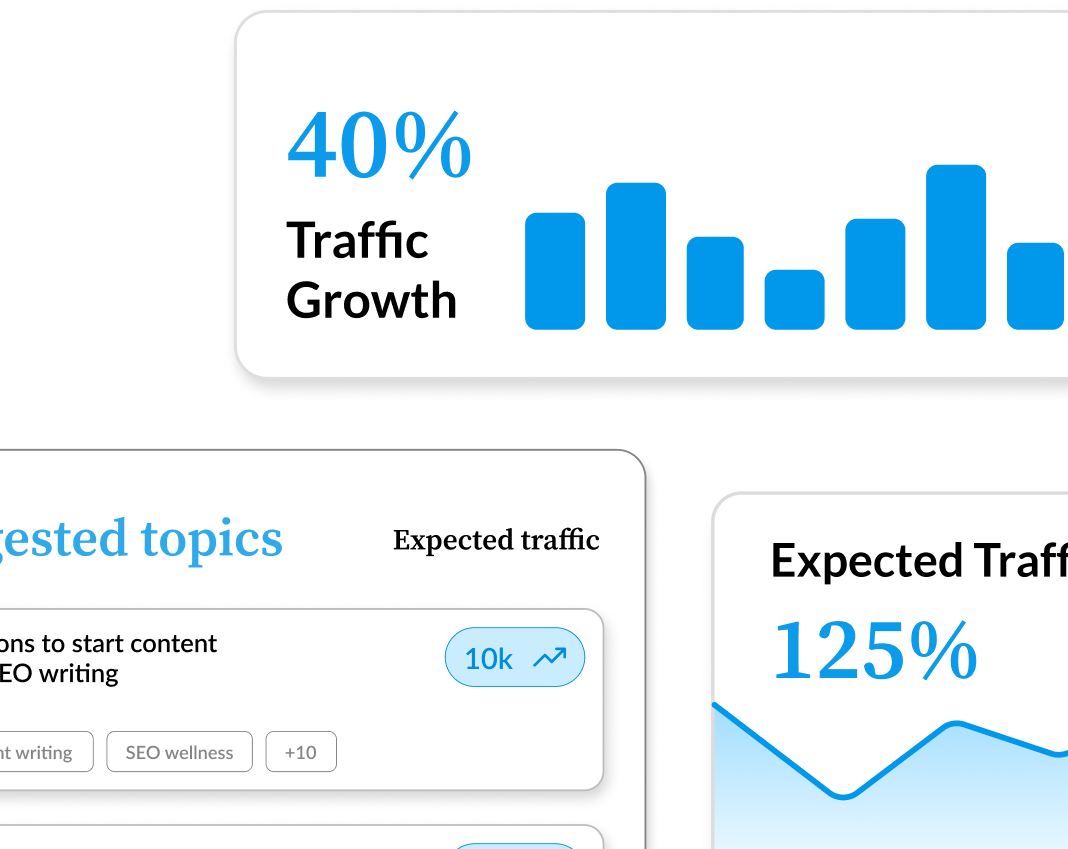 40%
Traffic
Growth
gested topics
Expected traffic
ons to start content
EO writing
10k
nt writing
SEO wellness
+10
Expected Traff
125%